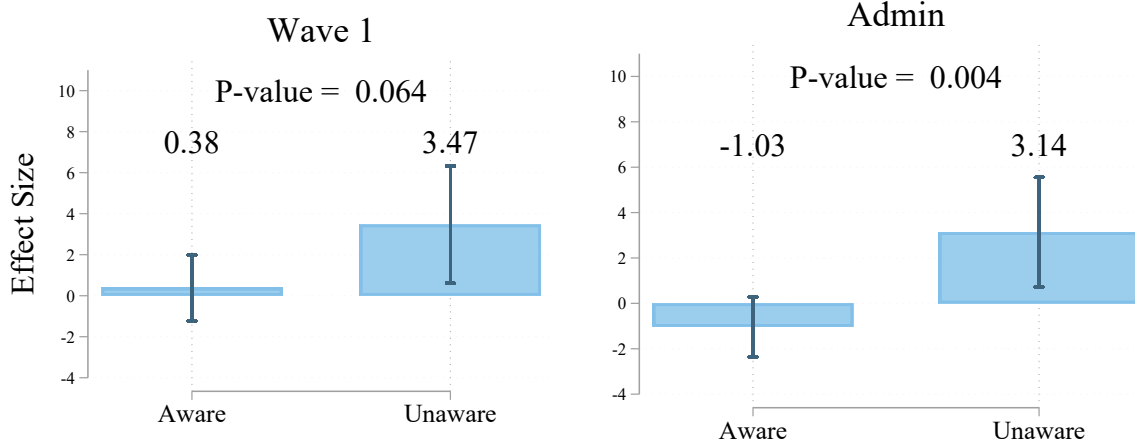 Wave 1
P-value = 0.064
0.38
3.47
Effect Size
10
8
6
4
2
0
-2
-4
Aware
Unaware
Admin
P-value = 0.004
-1.03
3.14
10
8
6
4
2
0
-2
-4
Aware
Unaware